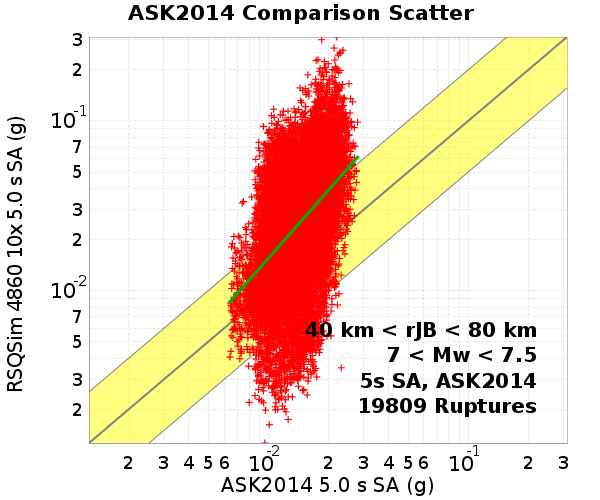 ASK2014 Comparison Scatter
RSQSim 4860 10x 5.0 s SA (g)
3
2
10-1
7
5
3
2
10-2
7
5
3
2
40 km < rJB < 80 km
7 < Mw < 7.5
5s SA, ASK2014
19809 Ruptures
2 3 4 5 6 10-2 2 3 4 5 6 10-1 2 3
ASK2014 5.0 s SA (g)